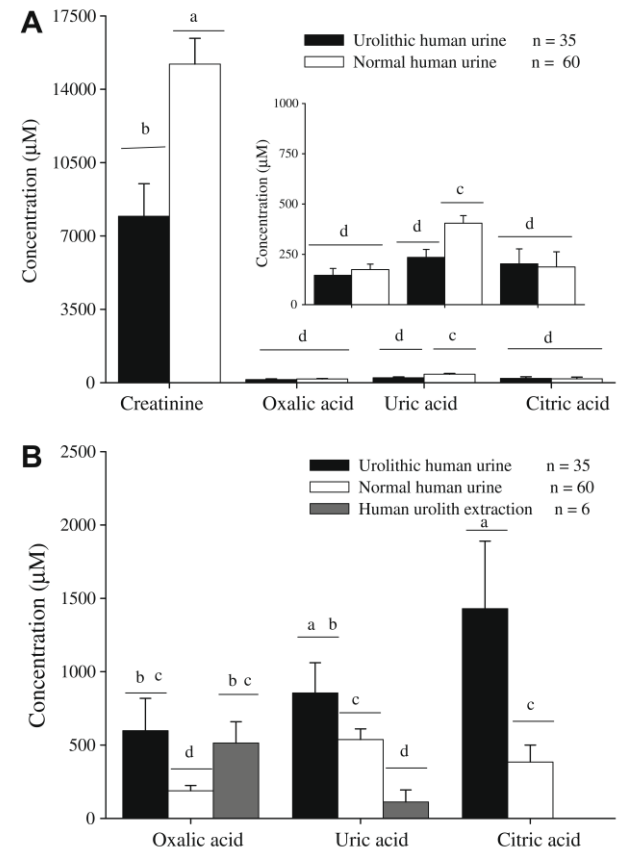 A
17500
14000
10500
7000
3500
0
Concentration (µM)
a
b
Urolithic human urine n = 35
Normal human urine n = 60
1000
750
500
250
0
Concentration (µM)
d
d
c
d
d
d
c
d
Creatinine
Oxalic acid
Uric acid
Citric acid
B
2500
2000
1500
1000
500
0
Concentration (µM)
Urolithic human urine n = 35
Normal human urine n = 60
Human urolith extraction n = 6
b c
d
b c
a b
c
d
a
c
Oxalic acid
Uric acid
Citric acid